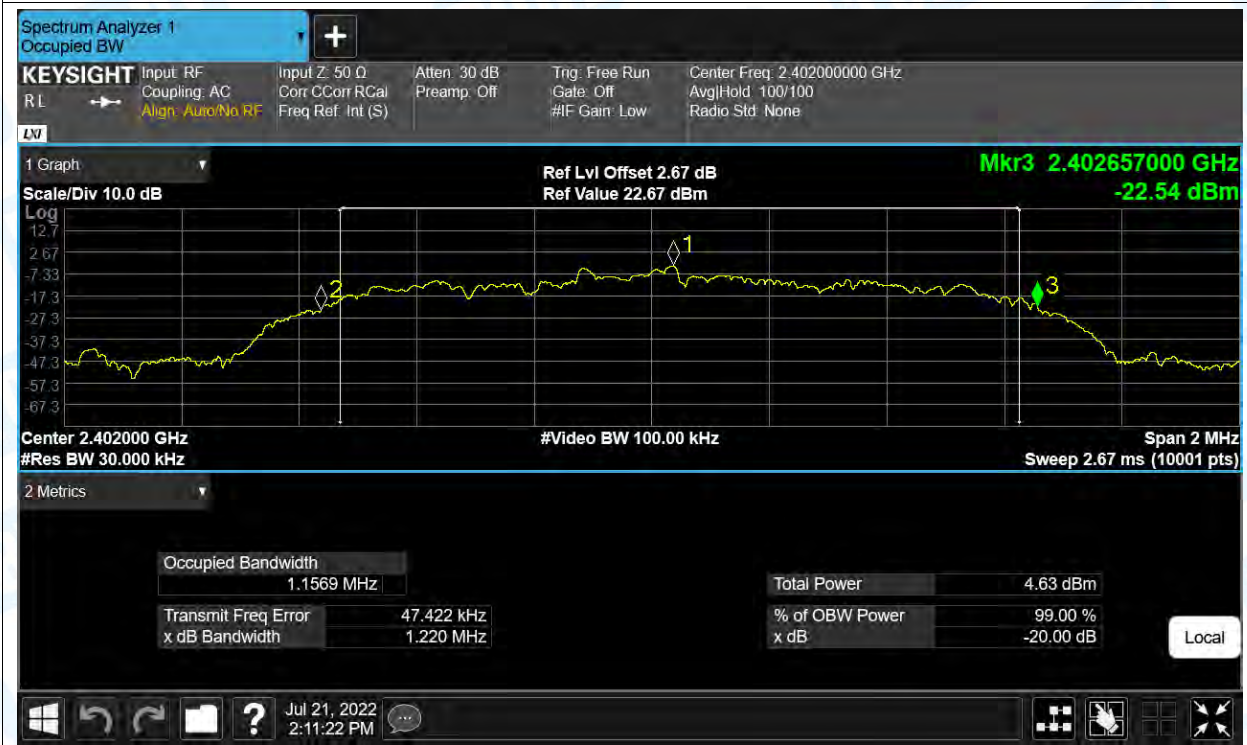 Spectrum Analyzer 1
Occupied BW
+
KEYSIGHT
R L
LXI
Input: RF
Coupling: AC
Align: Auto/No RF
Input Z: 50 Ω
Corr CCorr RCal
Freq Ref: Int (S)
Atten: 30 dB
Preamp: Off
Trig: Free Run
Gate: Off
#IF Gain: Low
Center Freq: 2.402000000 GHz
Avg|Hold: 100/100
Radio Std: None
1 Graph
Scale/Div 10.0 dB
Ref Lvl Offset 2.67 dB
Ref Value 22.67 dBm
Mkr3 2.402657000 GHz
-22.54 dBm
Log
12.7
2.67
-7.33
-17.3
-27.3
-37.3
-47.3
-57.3
-67.3
1
2
3
Center 2.402000 GHz
#Video BW 100.00 kHz
Span 2 MHz
#Res BW 30.000 kHz
Sweep 2.67 ms (10001 pts)
2 Metrics
Occupied Bandwidth
1.1569 MHz
Total Power 4.63 dBm
Transmit Freq Error 47.422 kHz
% of OBW Power 99.00 %
x dB Bandwidth 1.220 MHz
x dB -20.00 dB
Local
?
Jul 21, 2022
2:11:22 PM